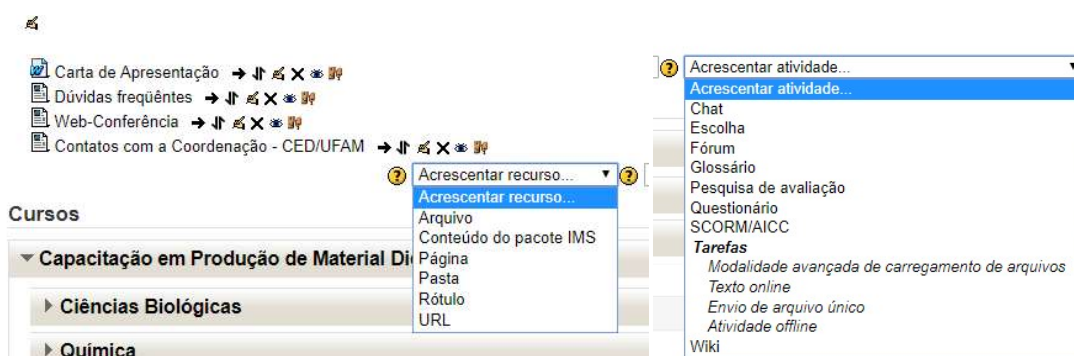 Carta de Apresentação
Dúvidas freqüêntes
Web-Conferência
Contatos com a Coordenação - CED/UFAM
Acrescentar recurso...
Acrescentar recurso...
Arquivo
Conteúdo do pacote IMS
Página
Pasta
Rótulo
URL
Cursos
Capacitação em Produção de Material Di
Ciências Biológicas
Química
Acrescentar atividade...
Acrescentar atividade...
Chat
Escolha
Fórum
Glossário
Pesquisa de avaliação
Questionário
SCORM/AICC
Tarefas
Modalidade avançada de carregamento de arquivos
Texto online
Envio de arquivo único
Atividade offline
Wiki